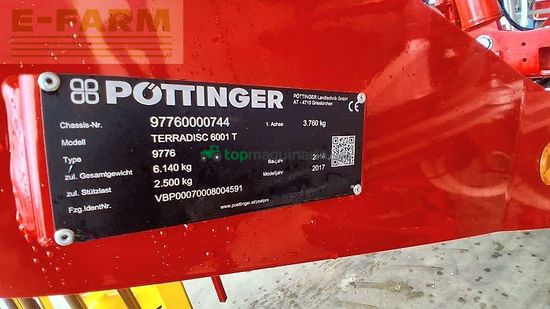 E-FARM
PÖTTINGER
PÖTTINGER Landtechnik GmbH
AT - 4710 Grieskirchen
Chassis-Nr. 97760000744 1. Achse 3.760 kg
Modell TERRADISC 6001 T
Type 9776 Baujahr 2016
zul. Gesamtgewicht 6.140 kg Modelljahr 2017
zul. Stützlast 2.500 kg
Fzg.IdentNr. VBP00070008004591
topmaquinaria
www.poettinger.at/poetpro